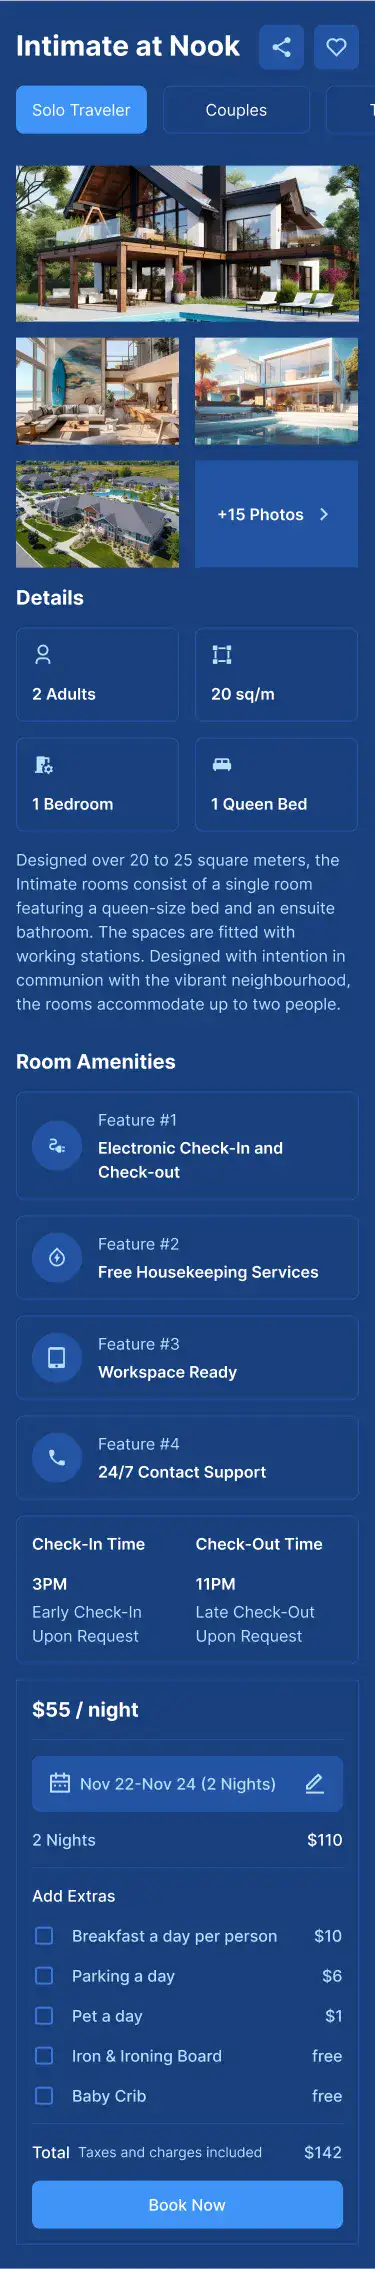 Intimate at Nook
Solo Traveler
Couples
+15 Photos
Details
2 Adults
20 sq/m
1 Bedroom
1 Queen Bed
Designed over 20 to 25 square meters, the
Intimate rooms consist of a single room
featuring a queen-size bed and an ensuite
bathroom. The spaces are fitted with
working stations. Designed with intention in
communion with the vibrant neighbourhood,
the rooms accommodate up to two people.
Room Amenities
Feature #1
Electronic Check-In and
Check-out
Feature #2
Free Housekeeping Services
Feature #3
Workspace Ready
Feature #4
24/7 Contact Support
Check-In Time
3PM
Early Check-In
Upon Request
Check-Out Time
11PM
Late Check-Out
Upon Request
$55 / night
Nov 22-Nov 24 (2 Nights)
2 Nights $110
Add Extras
Breakfast a day per person $10
Parking a day $6
Pet a day $1
Iron & Ironing Board free
Baby Crib free
Total Taxes and charges included $142
Book Now